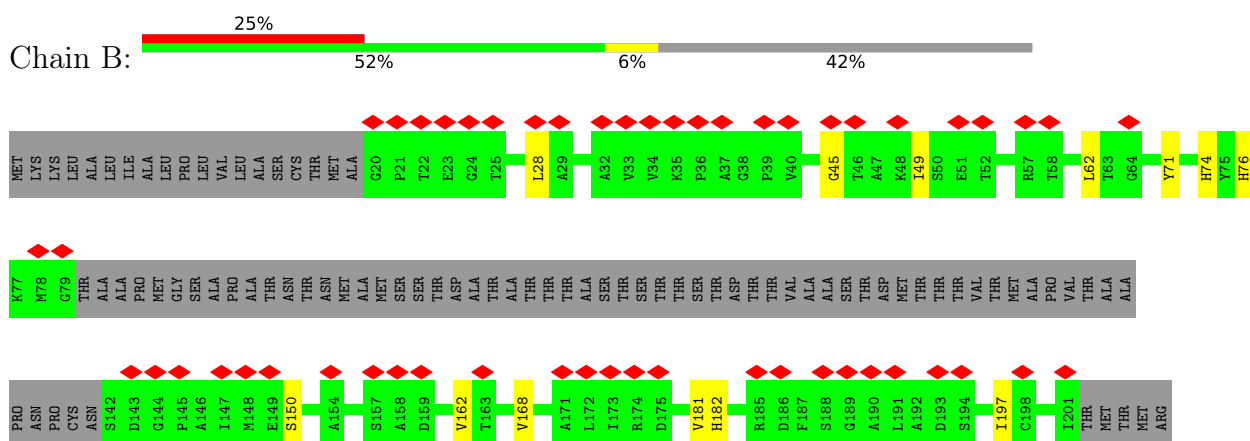 25%
Chain B:
52% 6% 42%
MET LYS LYS LEU ALA LEU ILE ALA LEU PRO LEU VAL LEU ALA SER CYS THR MET ALA G20 P21 T22 E23 G24 T25 L28 A29 A32 V33 V34 K35 P36 A37 G38 P39 V40 G45 T46 A47 K48 I49 S50 E51 T52 R57 T58 L62 T63 G64 Y71 H74 Y75 H76
K77 M78 G79 THR ALA ALA PRO MET GLY SER ALA PRO ALA THR ASN THR THR ASN MET ALA MET SER SER THR ASP ALA THR ALA THR THR THR ALA SER THR SER THR THR SER THR ASP THR THR VAL ALA ALA SER THR ASP MET THR THR THR VAL THR MET ALA PRO VAL THR ALA ALA
PRO ASN PRO CYS ASN S142 D143 G144 P145 A146 I147 M148 E149 S150 A154 S157 A158 D159 V162 T163 V168 A171 L172 I173 R174 D175 V181 H182 R185 D186 F187 S188 G189 A190 L191 A192 D193 S194 I197 C198 I201 THR MET THR MET ARG